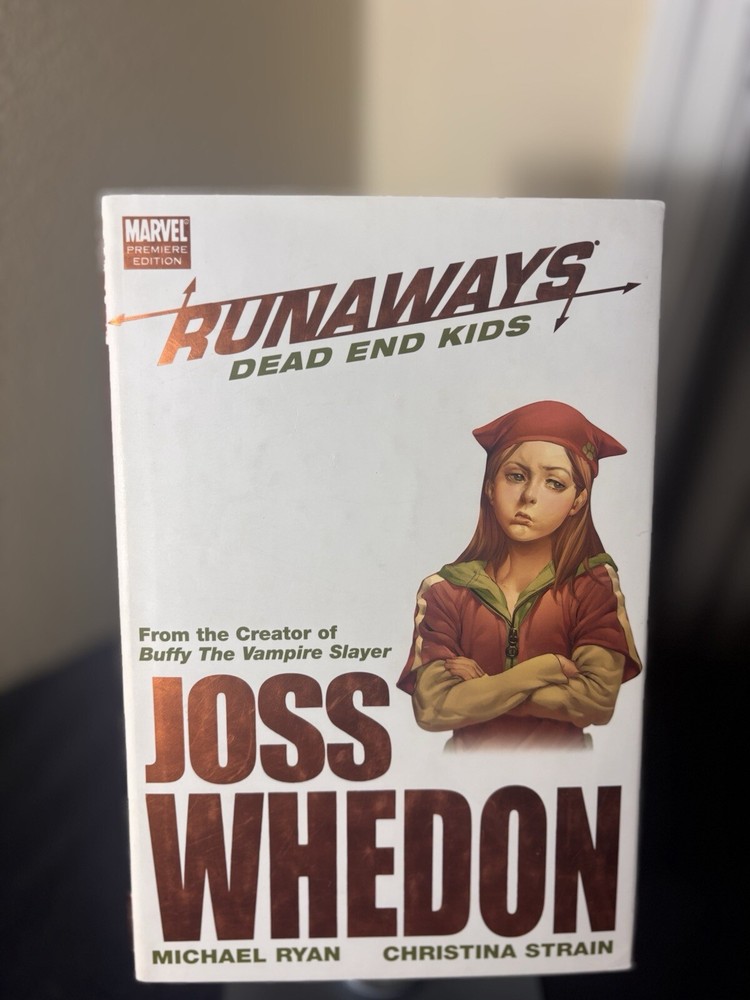 MARVEL
PREMIERE
EDITION
RUNAWAYS
DEAD END KIDS
From the Creator of
Buffy The Vampire Slayer
JOSS
WHEDON
MICHAEL RYAN CHRISTINA STRAIN